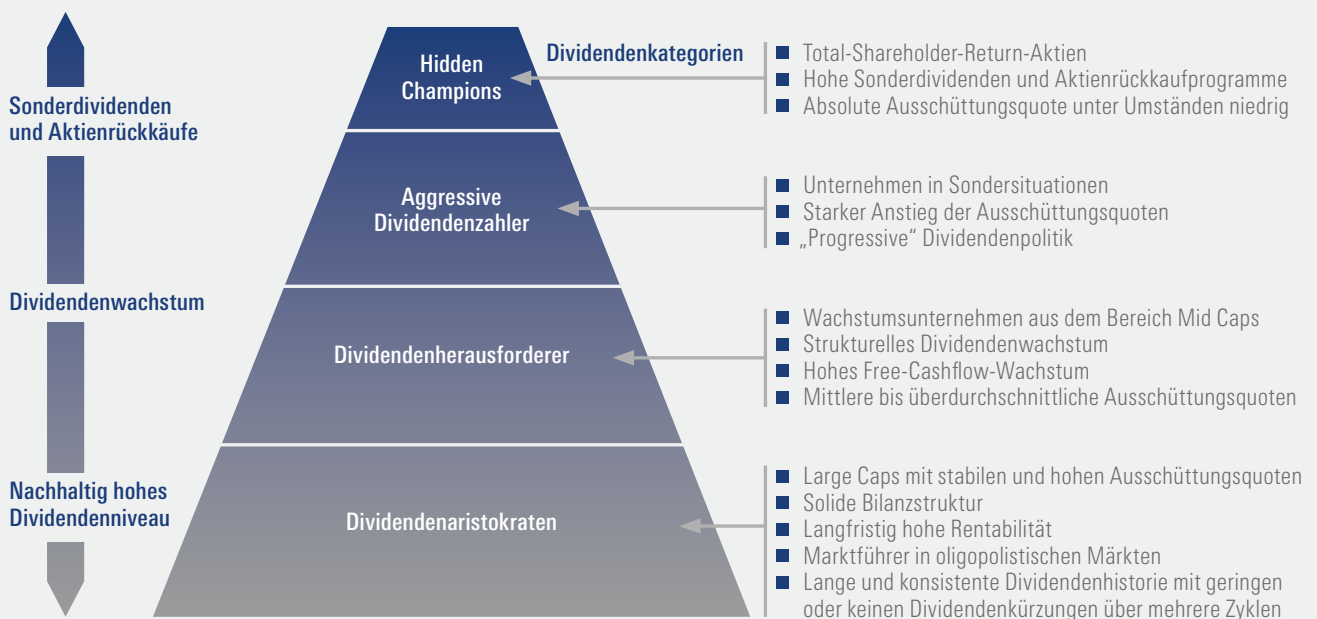 Sonderdividenden
und Aktienrückkäufe
Dividendenwachstum
Nachhaltig hohes
Dividendenniveau
Hidden
Champions
Aggressive
Dividendenzahler
Dividendenherausforderer
Dividendenaristokraten
Dividendenkategorien
Total-Shareholder-Return-Aktien
Hohe Sonderdividenden und Aktienrückkaufprogramme
Absolute Ausschüttungsquote unter Umständen niedrig
Unternehmen in Sondersituationen
Starker Anstieg der Ausschüttungsquoten
„Progressive“ Dividendenpolitik
Wachstumsunternehmen aus dem Bereich Mid Caps
Strukturelles Dividendenwachstum
Hohes Free-Cashflow-Wachstum
Mittlere bis überdurchschnittliche Ausschüttungsquoten
Large Caps mit stabilen und hohen Ausschüttungsquoten
Solide Bilanzstruktur
Langfristig hohe Rentabilität
Marktführer in oligopolistischen Märkten
Lange und konsistente Dividendenhistorie mit geringen
oder keinen Dividendenkürzungen über mehrere Zyklen